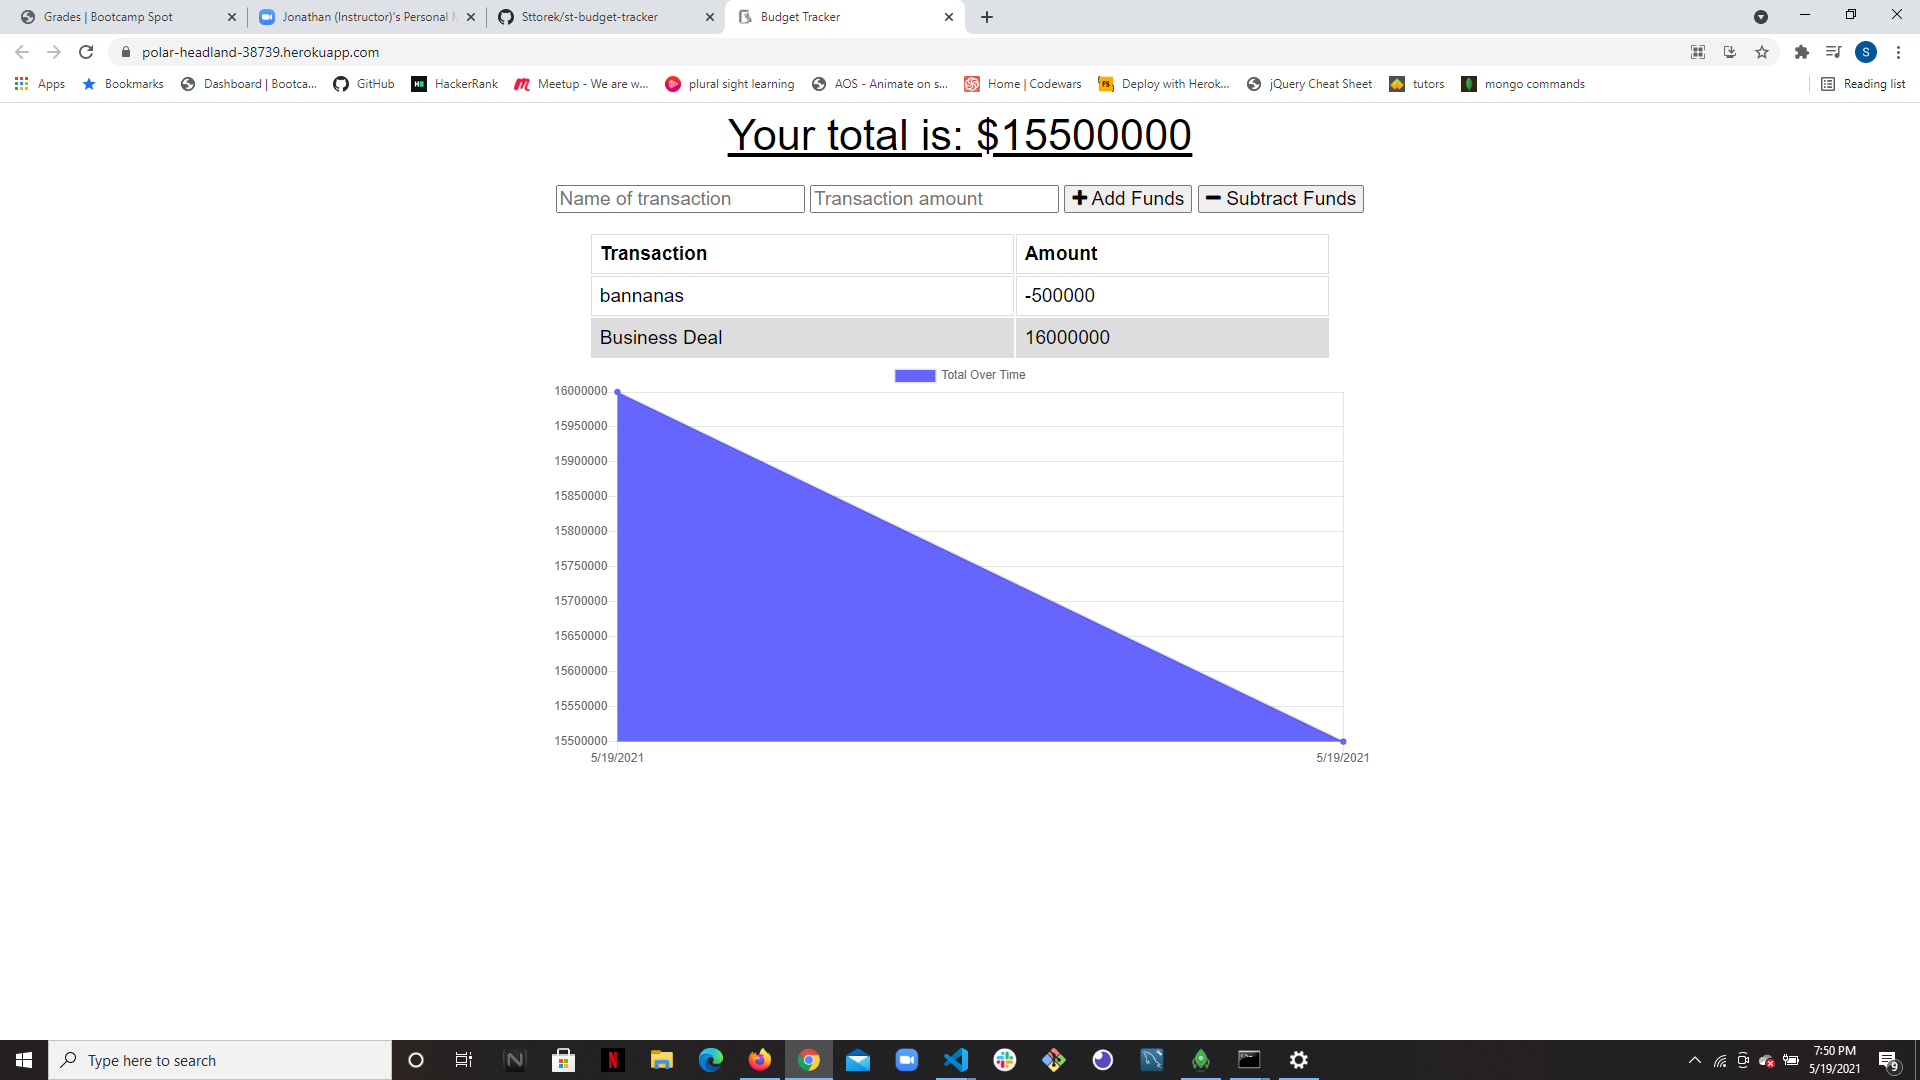 Grades | Bootcamp Spot
Jonathan (Instructor)'s Personal M
Sttorek/st-budget-tracker
Budget Tracker
polar-headland-38739.herokuapp.com
S
Apps
Bookmarks
Dashboard | Bootca...
GitHub
HackerRank
Meetup - We are w...
plural sight learning
AOS - Animate on s...
Home | Codewars
Deploy with Herok...
jQuery Cheat Sheet
tutors
mongo commands
Reading list
Your total is: $15500000
Name of transaction
Transaction amount
Add Funds
Subtract Funds
Transaction Amount
bannanas -500000
Business Deal 16000000
Total Over Time
16000000
15950000
15900000
15850000
15800000
15750000
15700000
15650000
15600000
15550000
15500000
5/19/2021 5/19/2021
Type here to search
7:50 PM
5/19/2021
9